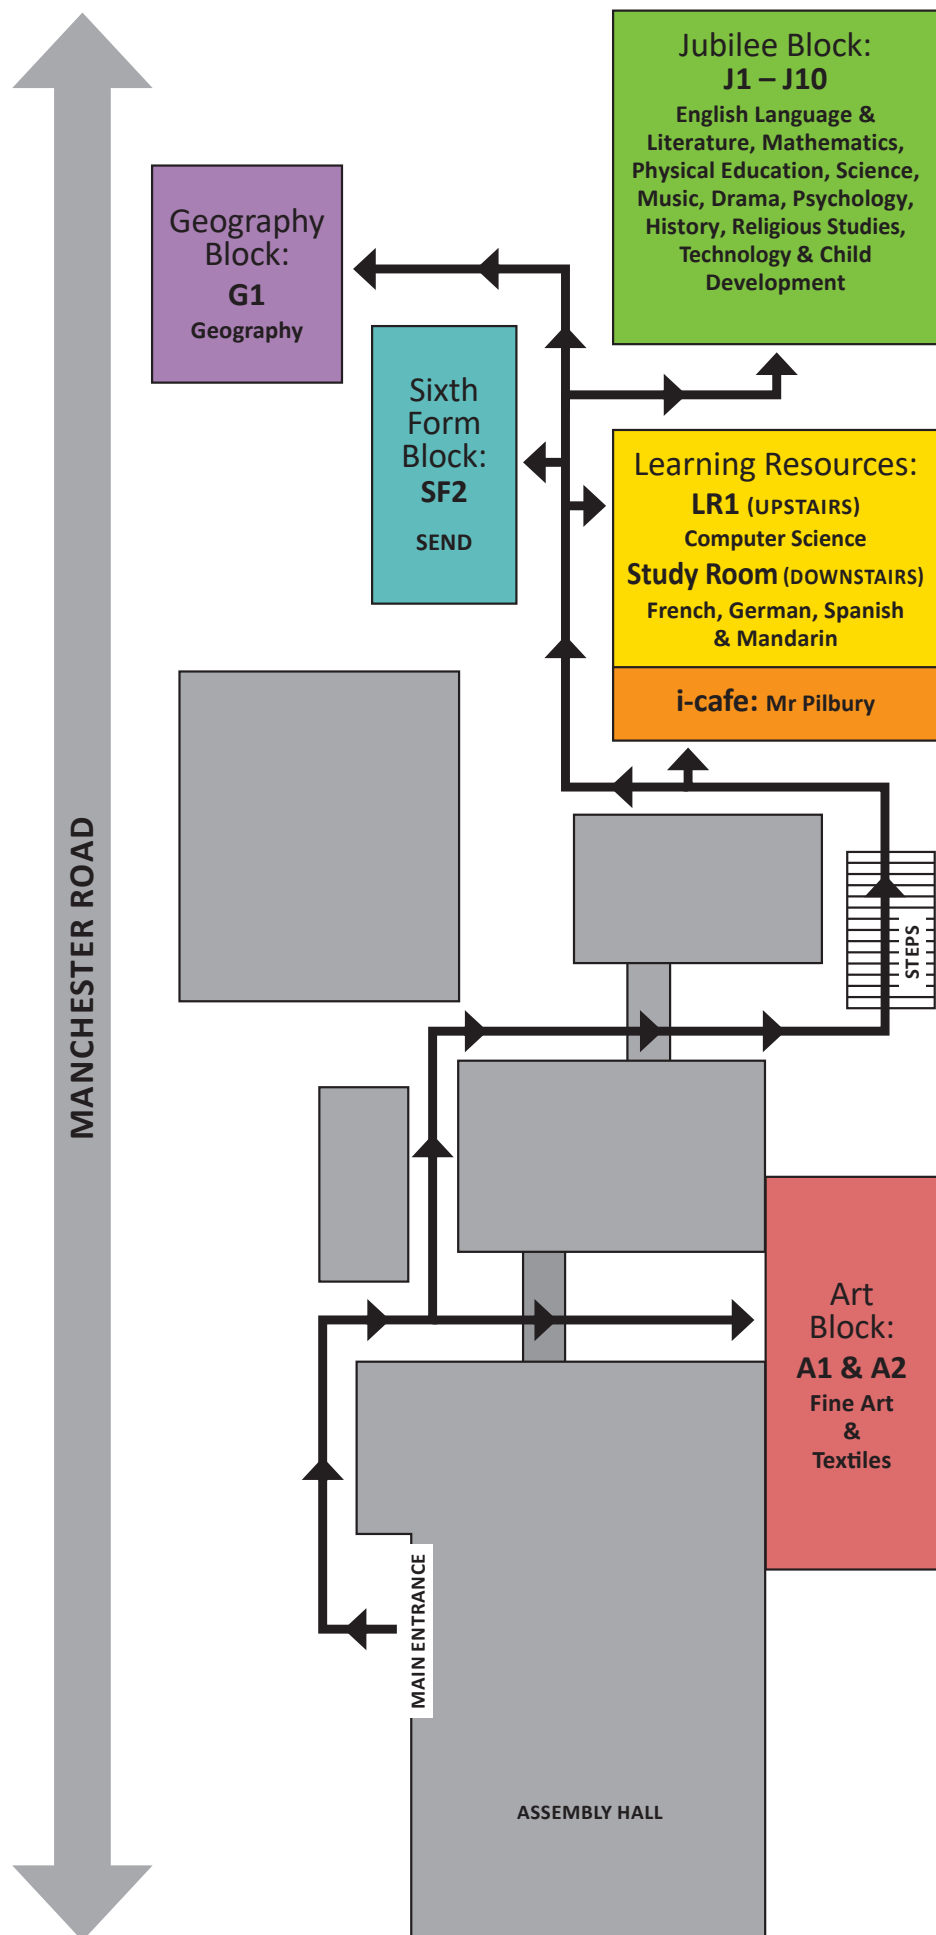 Jubilee Block:
J1 – J10
English Language &
Literature, Mathematics,
Physical Education, Science,
Music, Drama, Psychology,
History, Religious Studies,
Technology & Child
Development
Geography
Block:
G1
Geography
Sixth
Form
Block:
SF2
SEND
Learning Resources:
LR1 (UPSTAIRS)
Computer Science
Study Room (DOWNSTAIRS)
French, German, Spanish
& Mandarin
i-cafe: Mr Pilbury
MANCHESTER ROAD
STEPS
Art
Block:
A1 & A2
Fine Art
&
Textiles
MAIN ENTRANCE
ASSEMBLY HALL